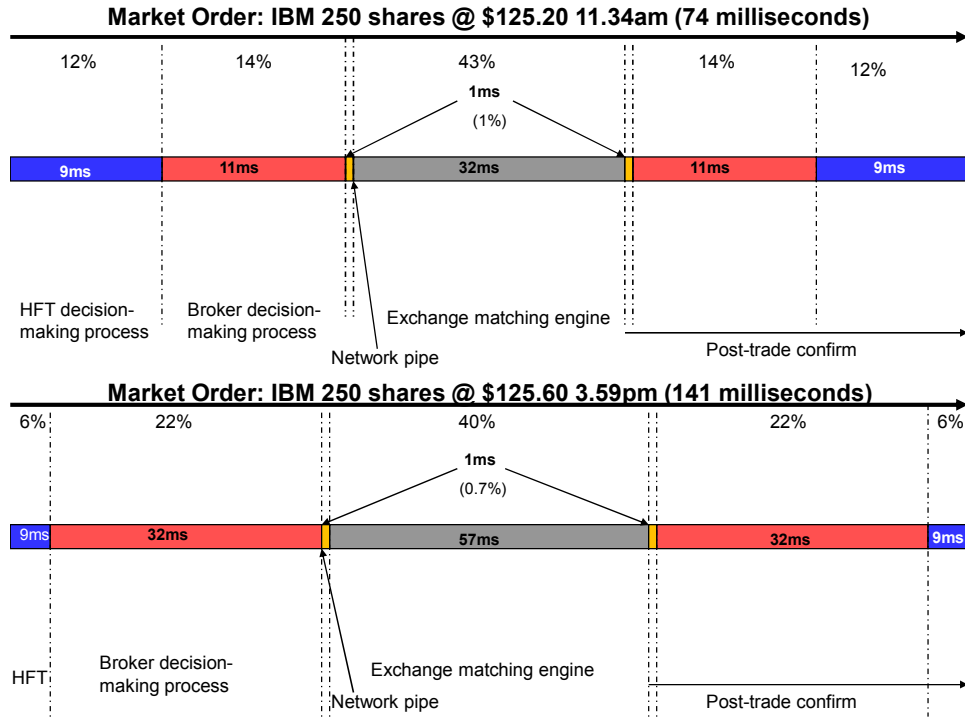 Market Order: IBM 250 shares @ $125.20 11.34am (74 milliseconds)
12%
14%
43%
14%
12%
1ms
(1%)
9ms
11ms
32ms
11ms
9ms
HFT decision-
making process
Broker decision-
making process
Exchange matching engine
Network pipe
Post-trade confirm
Market Order: IBM 250 shares @ $125.60 3.59pm (141 milliseconds)
6%
22%
40%
22%
6%
1ms
(0.7%)
9ms
32ms
57ms
32ms
9ms
HFT
Broker decision-
making process
Exchange matching engine
Network pipe
Post-trade confirm